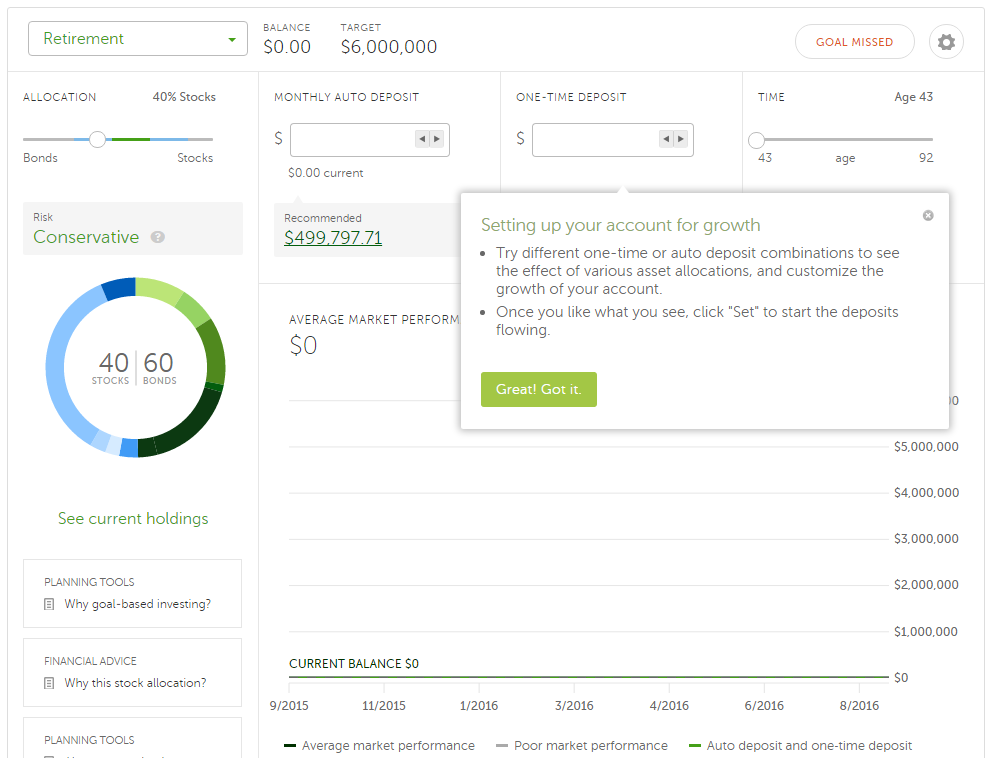 Retirement
BALANCE
$0.00
TARGET
$6,000,000
GOAL MISSED
ALLOCATION 40% Stocks
Bonds Stocks
Risk
Conservative ?
40 60
STOCKS BONDS
See current holdings
PLANNING TOOLS
Why goal-based investing?
FINANCIAL ADVICE
Why this stock allocation?
PLANNING TOOLS
MONTHLY AUTO DEPOSIT
$
$0.00 current
Recommended
$499,797.71
ONE-TIME DEPOSIT
$
TIME Age 43
43 age 92
Setting up your account for growth
• Try different one-time or auto deposit combinations to see
the effect of various asset allocations, and customize the
growth of your account.
• Once you like what you see, click "Set" to start the deposits
flowing.
Great! Got it.
AVERAGE MARKET PERFORM
$0
$5,000,000
$4,000,000
$3,000,000
$2,000,000
$1,000,000
CURRENT BALANCE $0
$0
9/2015 11/2015 1/2016 3/2016 4/2016 6/2016 8/2016
Average market performance Poor market performance Auto deposit and one-time deposit